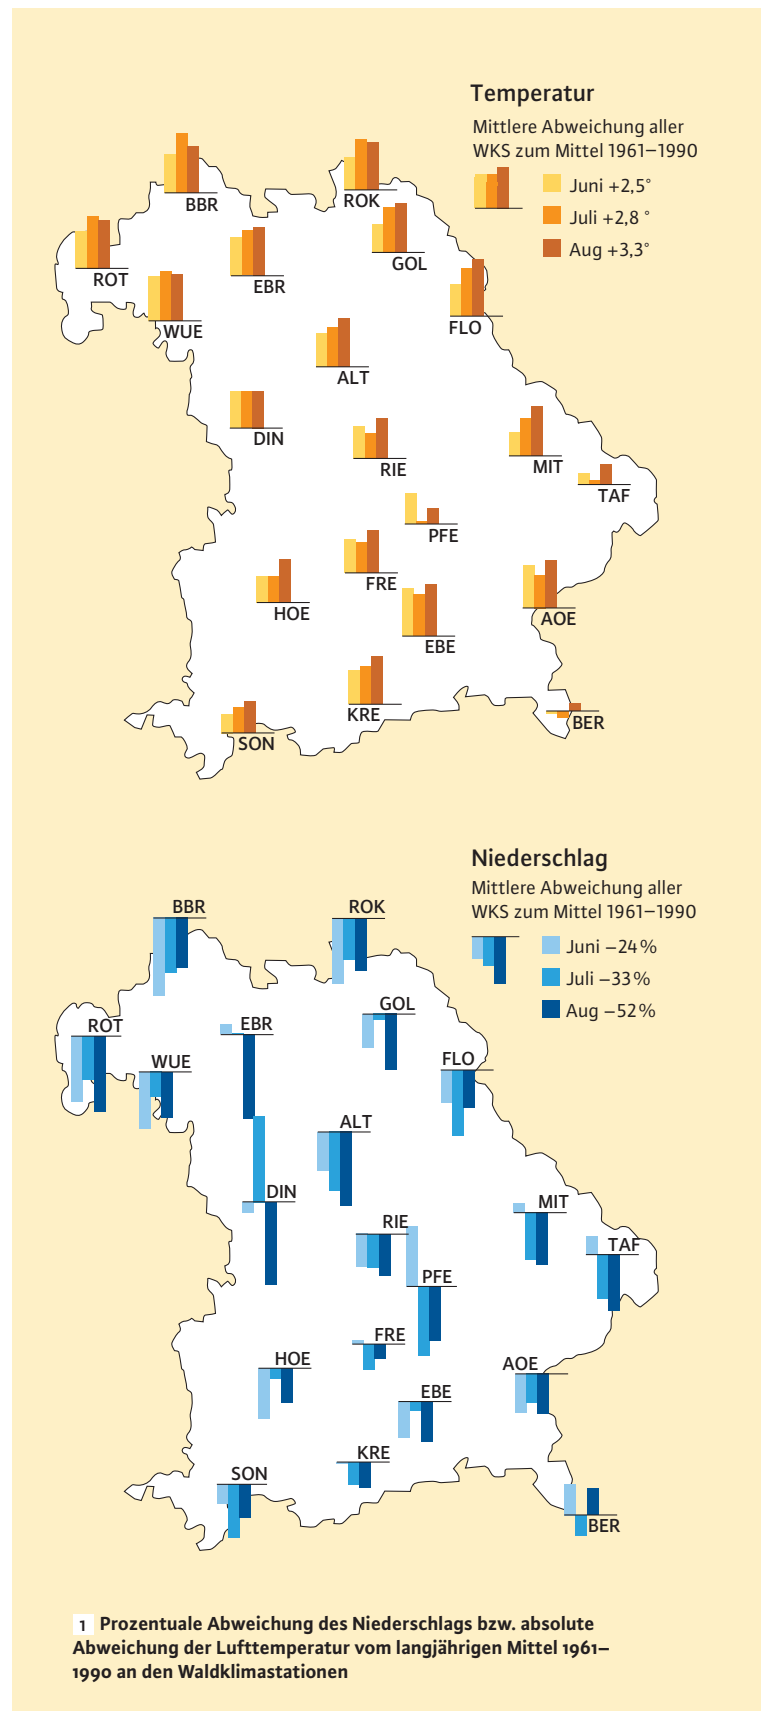 Temperatur
Mittlere Abweichung aller
WKS zum Mittel 1961–1990
Juni +2,5°
Juli +2,8 °
Aug +3,3°
BBR
ROK
ROT
EBR
GOL
WUE
FLO
ALT
DIN
RIE
MIT
TAF
PFE
FRE
HOE
AOE
EBE
KRE
BER
SON
Niederschlag
Mittlere Abweichung aller
WKS zum Mittel 1961–1990
Juni –24 %
Juli –33 %
Aug –52 %
BBR
ROK
GOL
ROT
EBR
WUE
FLO
ALT
DIN
MIT
RIE
TAF
PFE
FRE
HOE
AOE
EBE
KRE
SON
BER
1 Prozentuale Abweichung des Niederschlags bzw. absolute
Abweichung der Lufttemperatur vom langjährigen Mittel 1961–
1990 an den Waldklimastationen